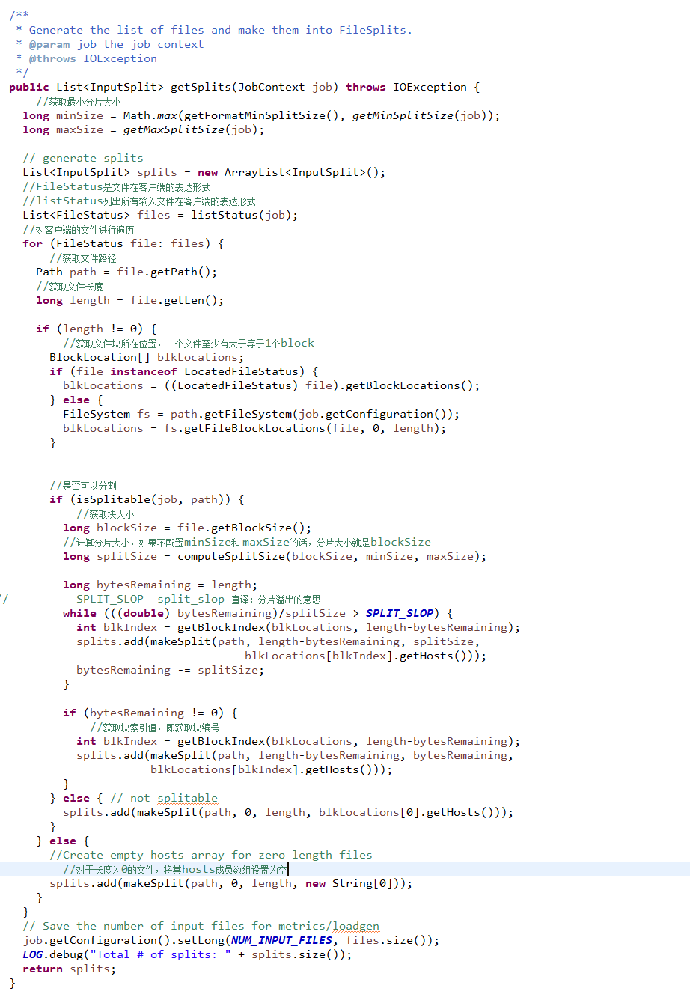 /**
 * Generate the list of files and make them into FileSplits.
 * @param job the job context
 * @throws IOException
 */
public List<InputSplit> getSplits(JobContext job) throws IOException {
    //获取最小分片大小
  long minSize = Math.max(getFormatMinSplitSize(), getMinSplitSize(job));
  long maxSize = getMaxSplitSize(job);

  // generate splits
  List<InputSplit> splits = new ArrayList<InputSplit>();
  //FileStatus是文件在客户端的表达形式
  //listStatus列出所有输入文件在客户端的表达形式
  List<FileStatus> files = listStatus(job);
  //对客户端的文件进行遍历
  for (FileStatus file: files) {
      //获取文件路径
    Path path = file.getPath();
    //获取文件长度
    long length = file.getLen();

    if (length != 0) {
        //获取文件块所在位置，一个文件至少有大于等于1个block
      BlockLocation[] blkLocations;
      if (file instanceof LocatedFileStatus) {
        blkLocations = ((LocatedFileStatus) file).getBlockLocations();
      } else {
        FileSystem fs = path.getFileSystem(job.getConfiguration());
        blkLocations = fs.getFileBlockLocations(file, 0, length);
      }

      //是否可以分割
      if (isSplitable(job, path)) {
          //获取块大小
        long blockSize = file.getBlockSize();
        //计算分片大小，如果不配置minSize和maxSize的话，分片大小就是blockSize
        long splitSize = computeSplitSize(blockSize, minSize, maxSize);

        long bytesRemaining = length;
//          SPLIT_SLOP  split_slop 直译：分片溢出的意思
        while (((double) bytesRemaining)/splitSize > SPLIT_SLOP) {
          int blkIndex = getBlockIndex(blkLocations, length-bytesRemaining);
          splits.add(makeSplit(path, length-bytesRemaining, splitSize,
                                   blkLocations[blkIndex].getHosts()));
          bytesRemaining -= splitSize;
        }

        if (bytesRemaining != 0) {
            //获取块索引值，即获取块编号
          int blkIndex = getBlockIndex(blkLocations, length-bytesRemaining);
          splits.add(makeSplit(path, length-bytesRemaining, bytesRemaining,
                     blkLocations[blkIndex].getHosts()));
        }
      } else { // not splitable
        splits.add(makeSplit(path, 0, length, blkLocations[0].getHosts()));
      }
    } else {
      //Create empty hosts array for zero length files
        //对于长度为0的文件，将其hosts成员数组设置为空
      splits.add(makeSplit(path, 0, length, new String[0]));
    }
  }
  // Save the number of input files for metrics/loadgen
  job.getConfiguration().setLong(NUM_INPUT_FILES, files.size());
  LOG.debug("Total # of splits: " + splits.size());
  return splits;
}